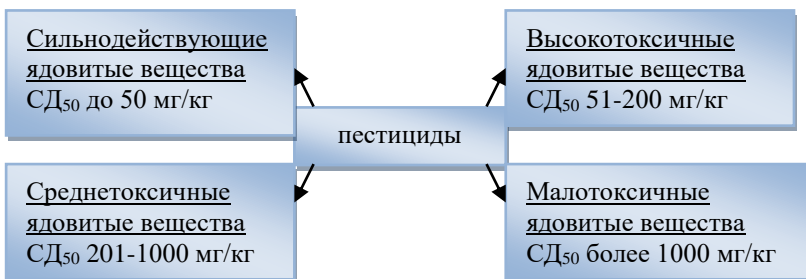 Сильнодействующие
ядовитые вещества
СД50 до 50 мг/кг
Высокотоксичные
ядовитые вещества
СД50 51-200 мг/кг
пестициды
Среднетоксичные
ядовитые вещества
СД50 201-1000 мг/кг
Малотоксичные
ядовитые вещества
СД50 более 1000 мг/кг